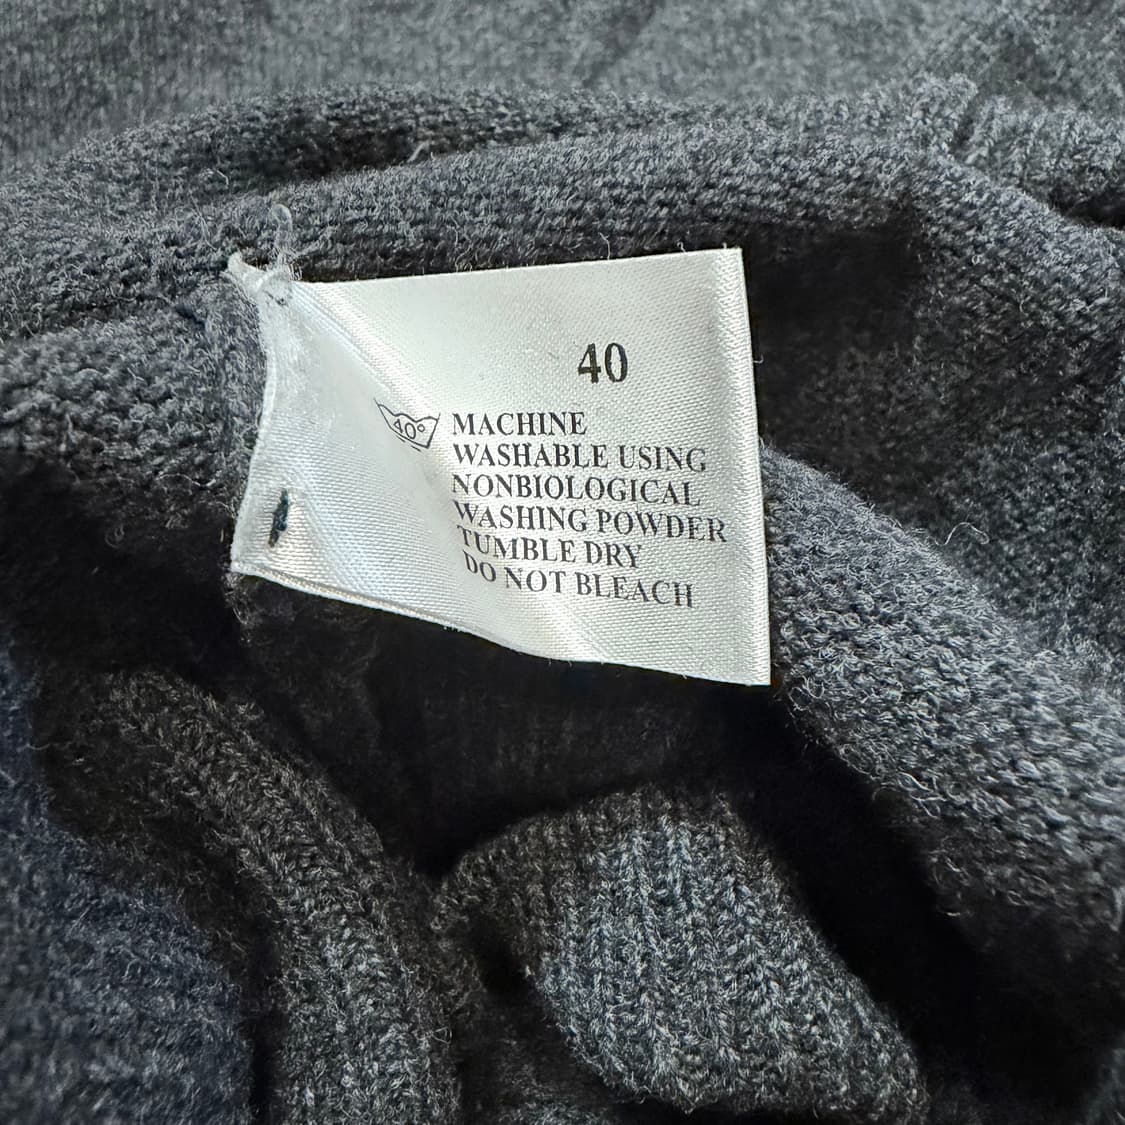 40
40°
MACHINE
WASHABLE USING
NONBIOLOGICAL
WASHING POWDER
TUMBLE DRY
DO NOT BLEACH